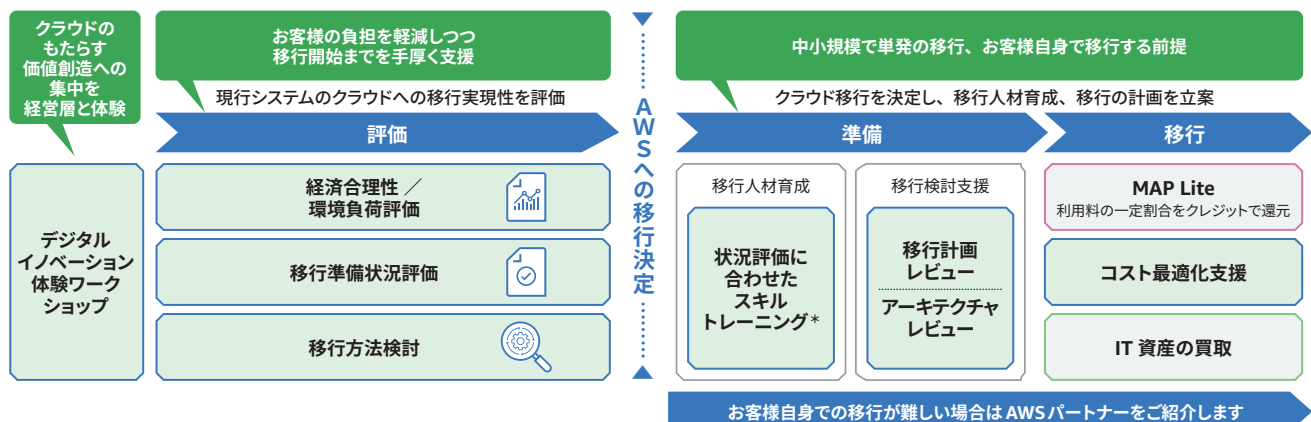 クラウドの
もたらす
価値創造への
集中を
経営層と体験
お客様の負担を軽減しつつ
移行開始までを手厚く支援
現行システムのクラウドへの移行実現性を評価
評価
デジタル
イノベーション
体験ワーク
ショップ
経済合理性 ／
環境負荷評価
移行準備状況評価
移行方法検討
AWSへの移行決定
中小規模で単発の移行、お客様自身で移行する前提
クラウド移行を決定し、移行人材育成、移行の計画を立案
準備
移行
移行人材育成
状況評価に
合わせた
スキル
トレーニング*
移行検討支援
移行計画
レビュー
アーキテクチャ
レビュー
MAP Lite
利用料の一定割合をクレジットで還元
コスト最適化支援
IT 資産の買取
お客様自身での移行が難しい場合は AWS パートナーをご紹介します